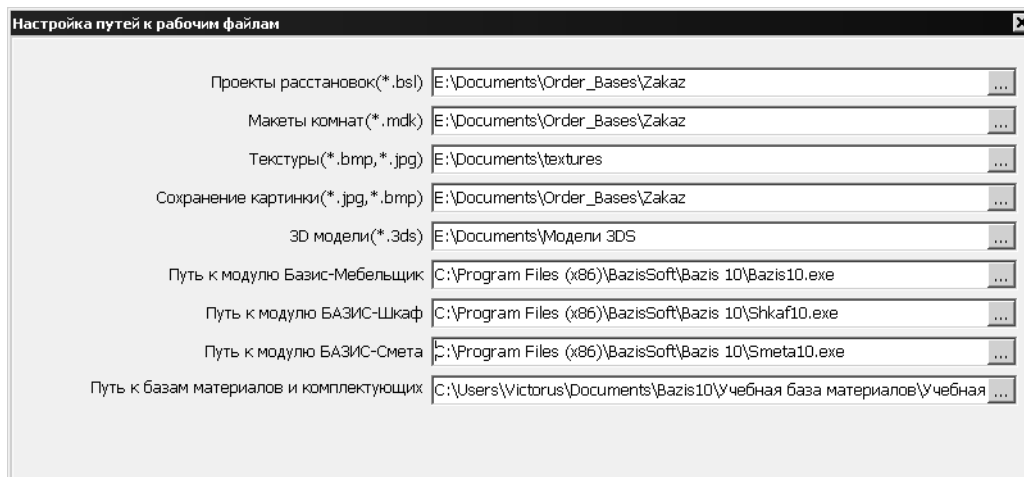 Настройка путей к рабочим файлам
Проекты расстановок(*.bsl) E:\Documents\Order_Bases\Zakaz ...
Макеты комнат(*.mdk) E:\Documents\Order_Bases\Zakaz ...
Текстуры(*.bmp,*.jpg) E:\Documents\textures ...
Сохранение картинки(*.jpg,*.bmp) E:\Documents\Order_Bases\Zakaz ...
3D модели(*.3ds) E:\Documents\Модели 3DS ...
Путь к модулю Базис-Мебельщик C:\Program Files (x86)\BazisSoft\Bazis 10\Bazis10.exe ...
Путь к модулю БАЗИС-Шкаф C:\Program Files (x86)\BazisSoft\Bazis 10\Shkaf10.exe ...
Путь к модулю БАЗИС-Смета C:\Program Files (x86)\BazisSoft\Bazis 10\Smeta10.exe ...
Путь к базам материалов и комплектующих C:\Users\Victorus\Documents\Bazis10\Учебная база материалов\Учебная ...